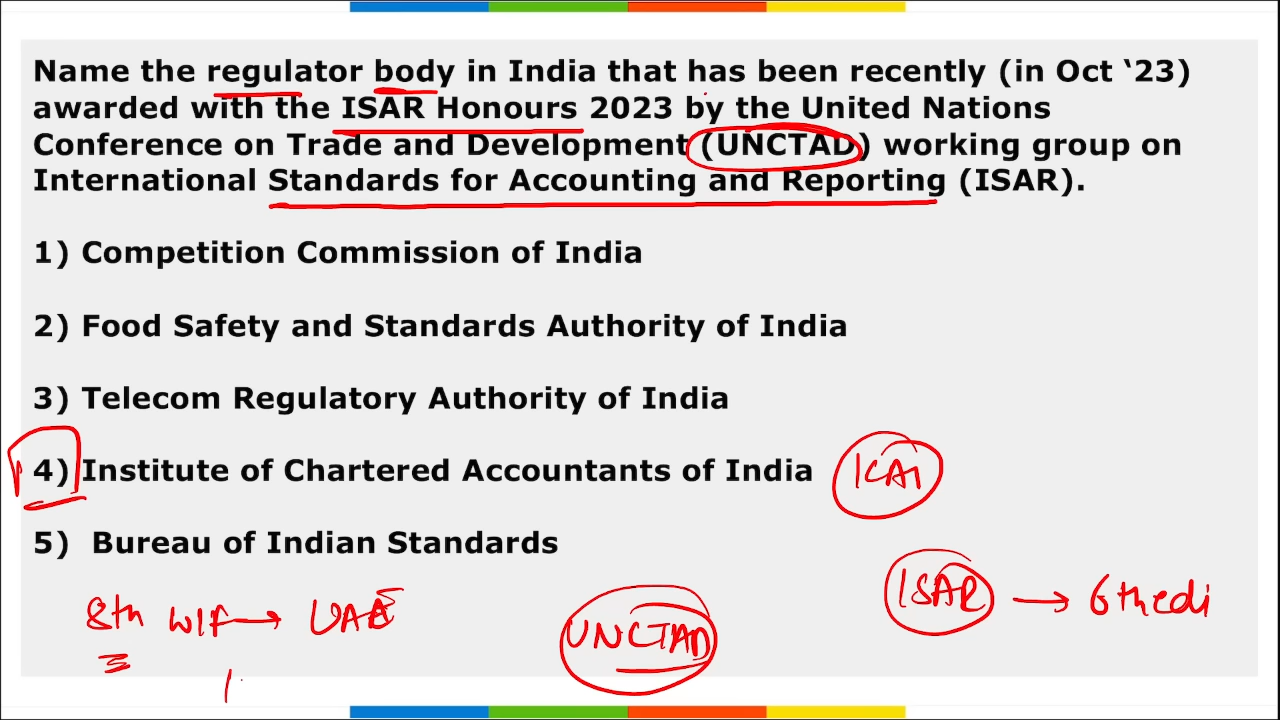 Name the regulator body in India that has been recently (in Oct ‘23)
awarded with the ISAR Honours 2023 by the United Nations
Conference on Trade and Development (UNCTAD) working group on
International Standards for Accounting and Reporting (ISAR).
1) Competition Commission of India
2) Food Safety and Standards Authority of India
3) Telecom Regulatory Authority of India
4) Institute of Chartered Accountants of India ICAI
5) Bureau of Indian Standards
ISAR → 6th edi
8th WIF → UAE
UNCTAD